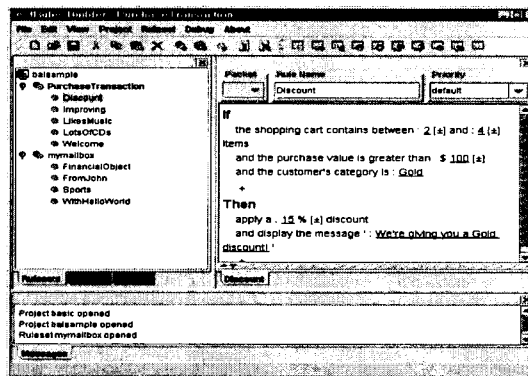 Builder - PurchaseTransaction
File Edit View Project Ruleset Debug About
balsample
PurchaseTransaction
Discount
Improving
LikesMusic
LotsOfCDs
Welcome
mymailbox
FinancialObject
FromJohn
Sports
WithHelloWorld
Packet Rule Name Priority
Discount default
If
the shopping cart contains between : 2 [±] and : 4 [±]
items
and the purchase value is greater than $ 100 [±]
and the customer's category is : Gold
+
Then
apply a . 15 % [±] discount
and display the message ' : We're giving you a Gold
discount! '
Rulesets
Discount
Project basic opened
Project balsample opened
Ruleset mymailbox opened
Messages